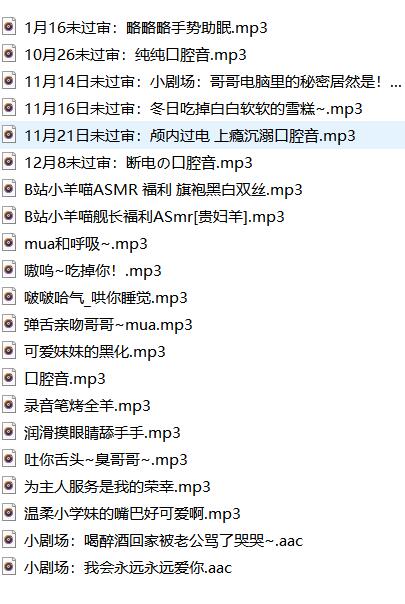 1月16未过审：略略略手势助眠.mp3
10月26未过审：纯纯口腔音.mp3
11月14日未过审：小剧场：哥哥电脑里的秘密居然是！...
11月16日未过审：冬日吃掉白白软软的雪糕~.mp3
11月21日未过审：颅内过电 上瘾沉溺口腔音.mp3
12月8未过审：断电の口腔音.mp3
B站小羊喵ASMR 福利 旗袍黑白双丝.mp3
B站小羊喵舰长福利ASmr[贵妇羊].mp3
mua和呼吸~.mp3
嗷呜~吃掉你！.mp3
啵啵哈气_哄你睡觉.mp3
弹舌亲吻哥哥~mua.mp3
可爱妹妹的黑化.mp3
口腔音.mp3
录音笔烤全羊.mp3
润滑摸眼睛舔手手.mp3
吐你舌头~臭哥哥~.mp3
为主人服务是我的荣幸.mp3
温柔小学妹的嘴巴好可爱啊.mp3
小剧场：喝醉酒回家被老公骂了哭哭~.aac
小剧场：我会永远永远爱你.aac